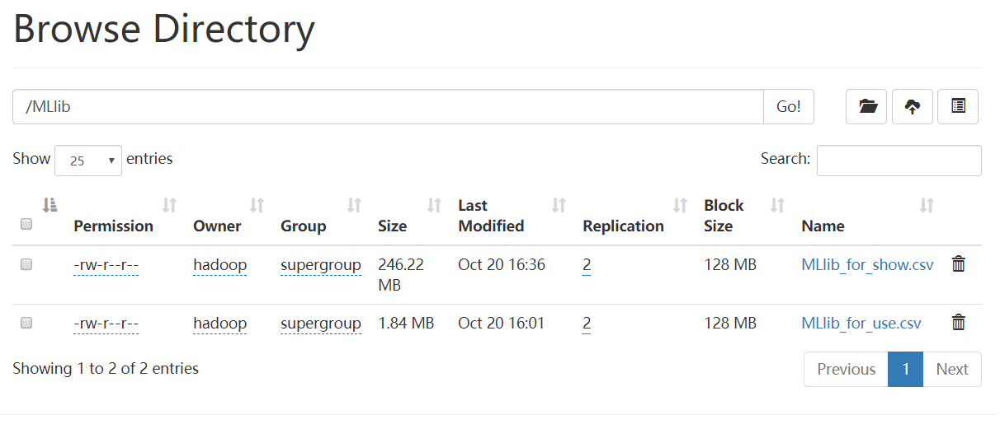 Browse Directory
/MLlib Go!
Show 25 entries Search:
Permission Owner Group Size Last Modified Replication Block Size Name
-rw-r--r-- hadoop supergroup 246.22 MB Oct 20 16:36 2 128 MB MLlib_for_show.csv
-rw-r--r-- hadoop supergroup 1.84 MB Oct 20 16:01 2 128 MB MLlib_for_use.csv
Showing 1 to 2 of 2 entries Previous 1 Next